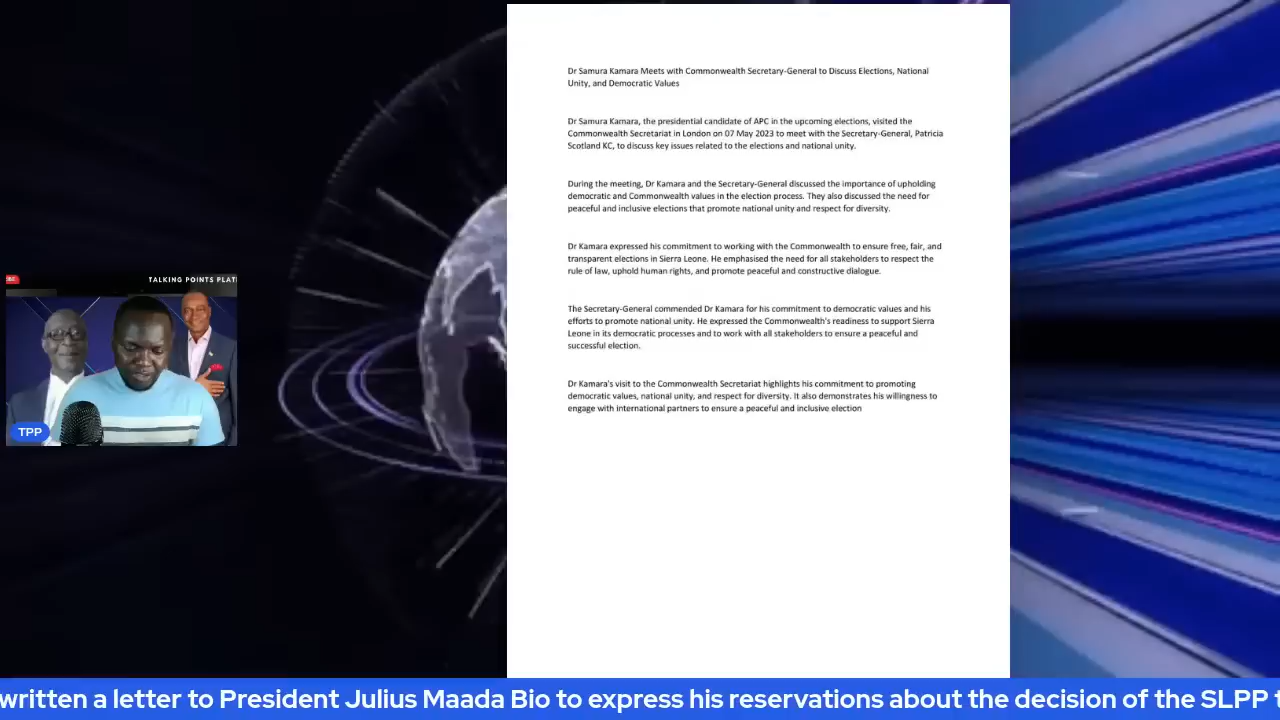 Dr Samura Kamara Meets with Commonwealth Secretary-General to Discuss Elections, National
Unity, and Democratic Values
Dr Samura Kamara, the presidential candidate of APC in the upcoming elections, visited the
Commonwealth Secretariat in London on 07 May 2023 to meet with the Secretary-General, Patricia
Scotland KC, to discuss key issues related to the elections and national unity.
During the meeting, Dr Kamara and the Secretary-General discussed the importance of upholding
democratic and Commonwealth values in the election process. They also discussed the need for
peaceful and inclusive elections that promote national unity and respect for diversity.
Dr Kamara expressed his commitment to working with the Commonwealth to ensure free, fair, and
transparent elections in Sierra Leone. He emphasised the need for all stakeholders to respect the
rule of law, uphold human rights, and promote peaceful and constructive dialogue.
The Secretary-General commended Dr Kamara for his commitment to democratic values and his
efforts to promote national unity. He expressed the Commonwealth's readiness to support Sierra
Leone in its democratic processes and to work with all stakeholders to ensure a peaceful and
successful election.
Dr Kamara's visit to the Commonwealth Secretariat highlights his commitment to promoting
democratic values, national unity, and respect for diversity. It also demonstrates his willingness to
engage with international partners to ensure a peaceful and inclusive election
TALKING POINTS PLAT
TPP
written a letter to President Julius Maada Bio to express his reservations about the decision of the SLPP t